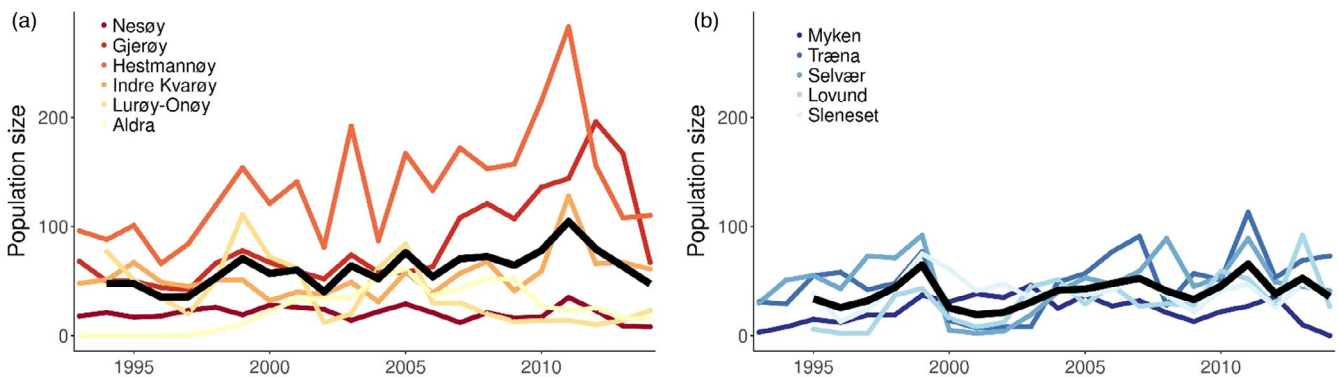 (a)
Population size
200
100
0
Nesøy
Gjerøy
Hestmannøy
Indre Kvarøy
Lurøy-Onøy
Aldra
1995 2000 2005 2010
(b)
Population size
200
100
0
Myken
Træna
Selvær
Lovund
Sleneset
1995 2000 2005 2010